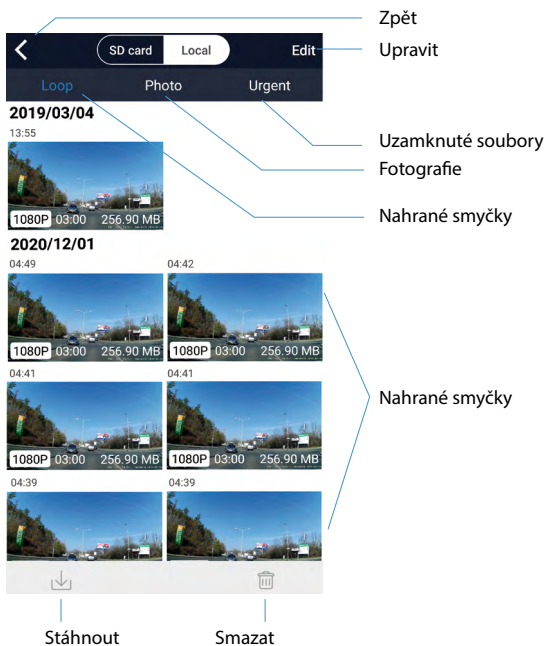 Zpět
SD card Local Edit
Upravit
Loop Photo Urgent
2019/03/04
13:55
Uzamknuté soubory
Fotografie
1080P 03:00 256.90 MB
Nahrané smyčky
2020/12/01
04:49 04:42
1080P 03:00 256.90 MB 1080P 03:00 256.90 MB
04:41 04:41
Nahrané smyčky
1080P 03:00 256.90 MB 1080P 03:00 256.90 MB
04:39 04:39
Stáhnout Smazat